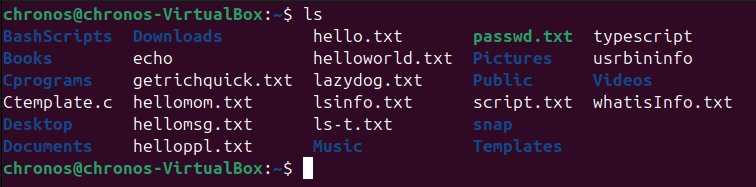 chronos@chronos-VirtualBox:~$ ls
BashScripts Downloads hello.txt passwd.txt typescript
Books echo helloworld.txt Pictures usrbininfo
Cprograms getrichquick.txt lazydog.txt Public Videos
Ctemplate.c hellomom.txt lsinfo.txt script.txt whatisInfo.txt
Desktop hellomsg.txt ls-t.txt snap
Documents helloppl.txt Music Templates
chronos@chronos-VirtualBox:~$